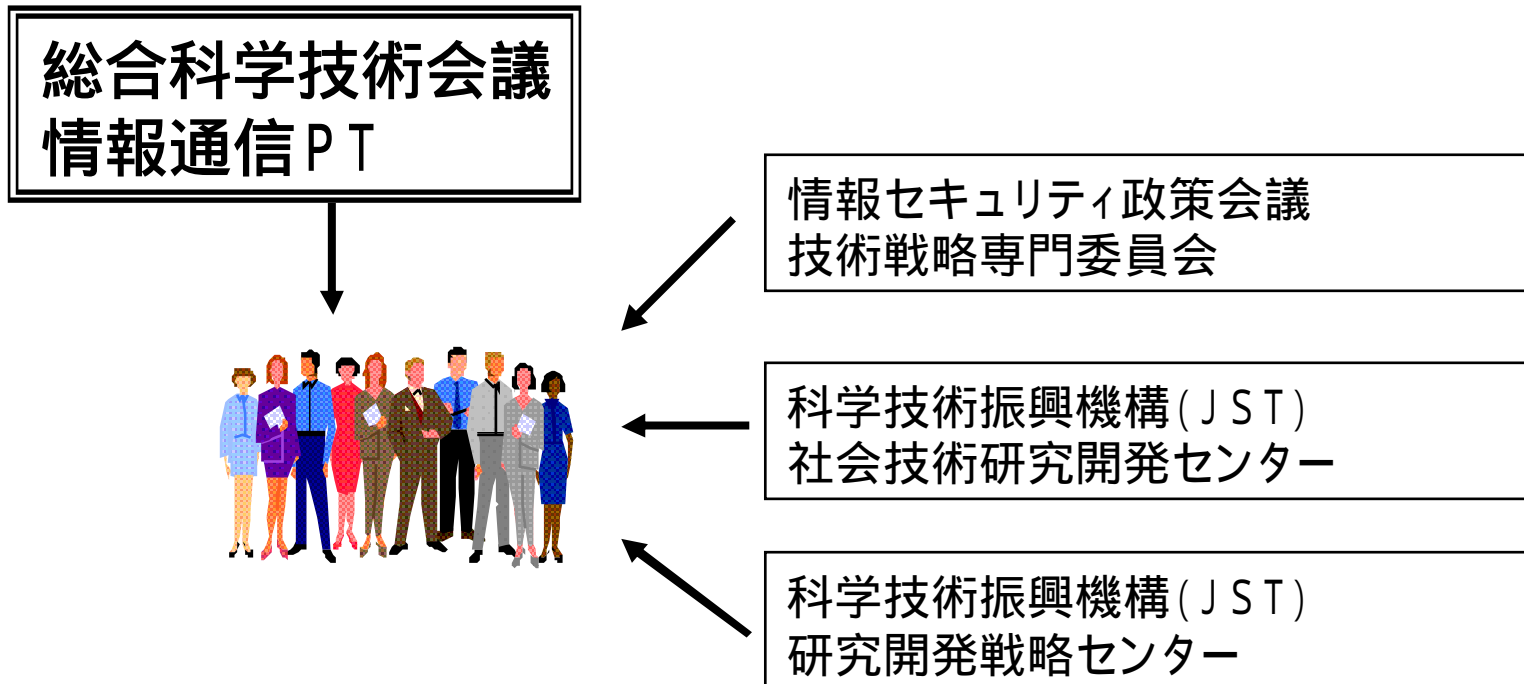 総合科学技術会議
情報通信PT
情報セキュリティ政策会議
技術戦略専門委員会
科学技術振興機構(JST)
社会技術研究開発センター
科学技術振興機構(JST)
研究開発戦略センター